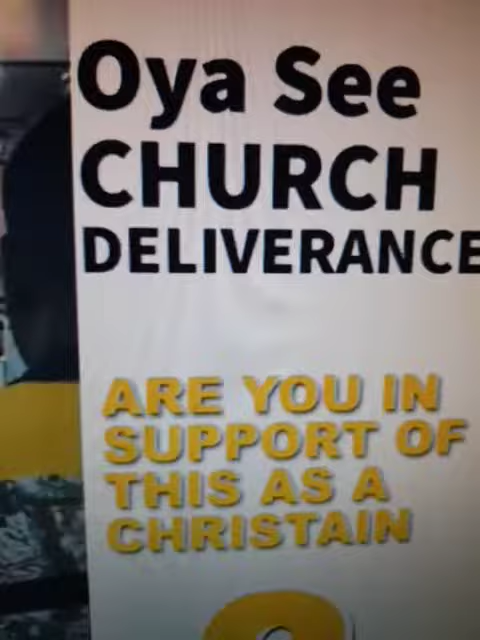 Oya See
CHURCH
DELIVERANCE
ARE YOU IN
SUPPORT OF
THIS AS A
CHRISTAIN
?